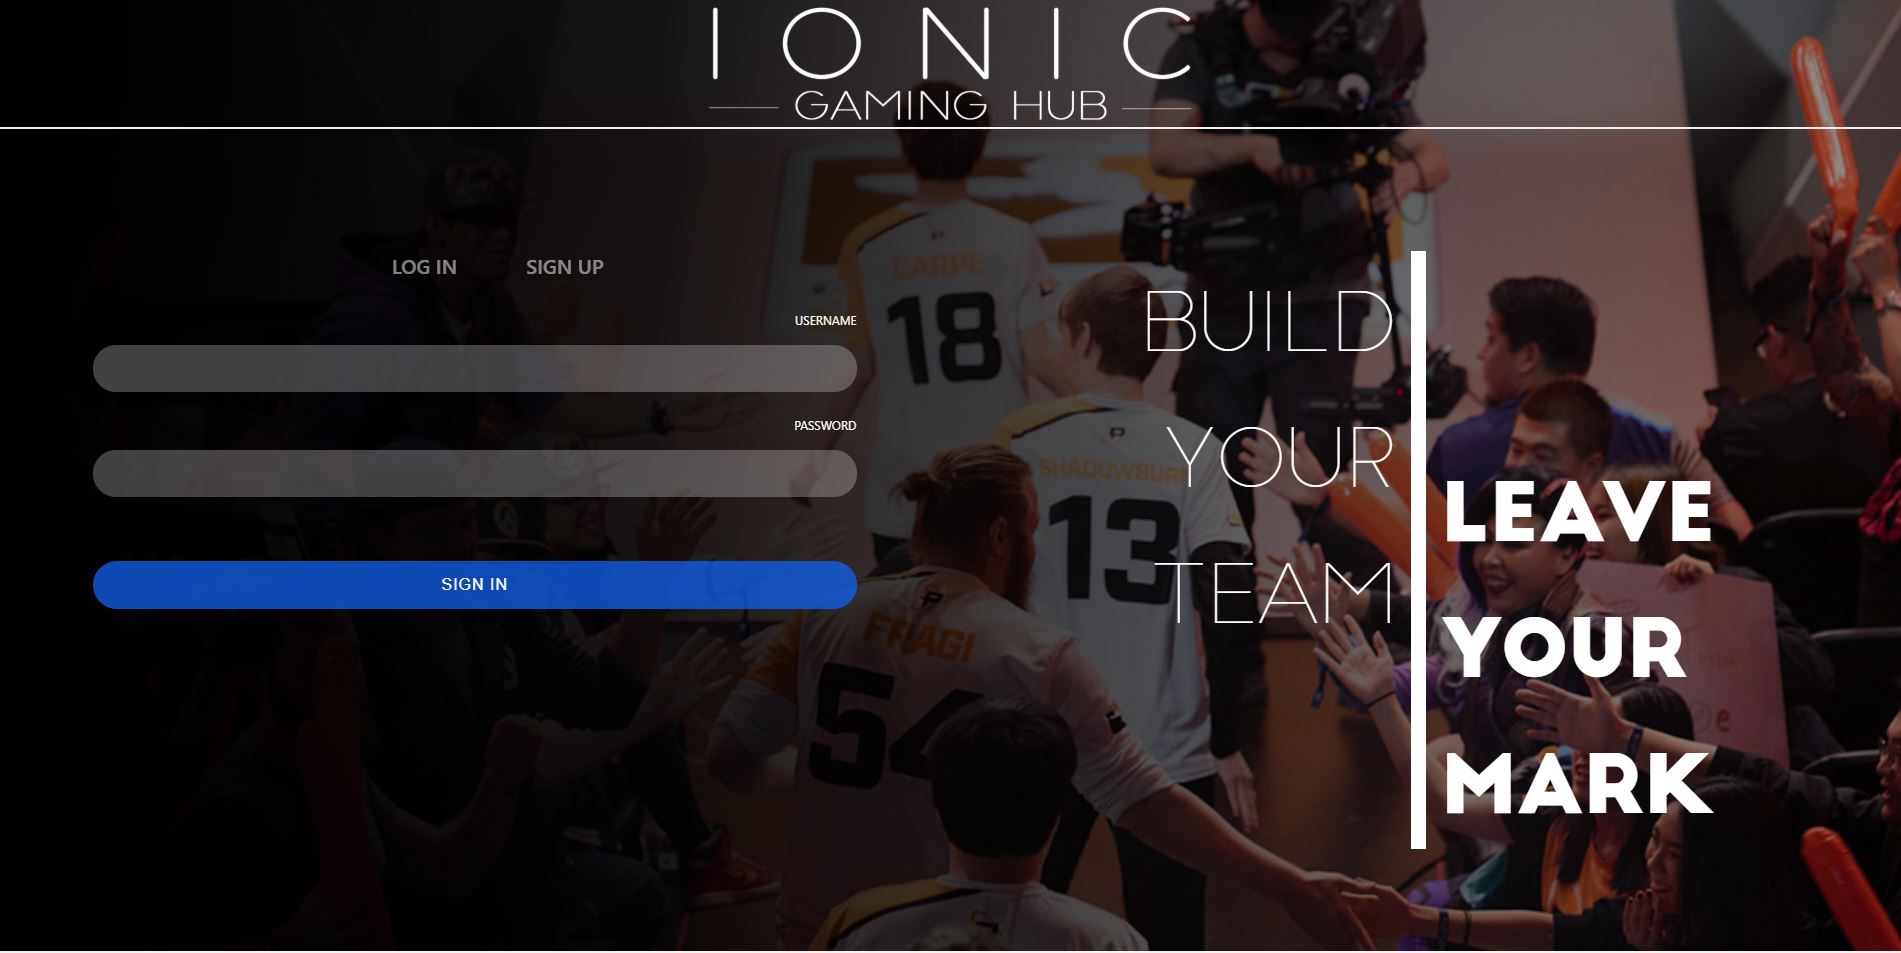 IONIC
GAMING HUB
LOG IN SIGN UP
USERNAME
PASSWORD
SIGN IN
BUILD
YOUR
TEAM
LEAVE
YOUR
MARK
CARPE
18
SHADOWBURN
13
FRAGI
54